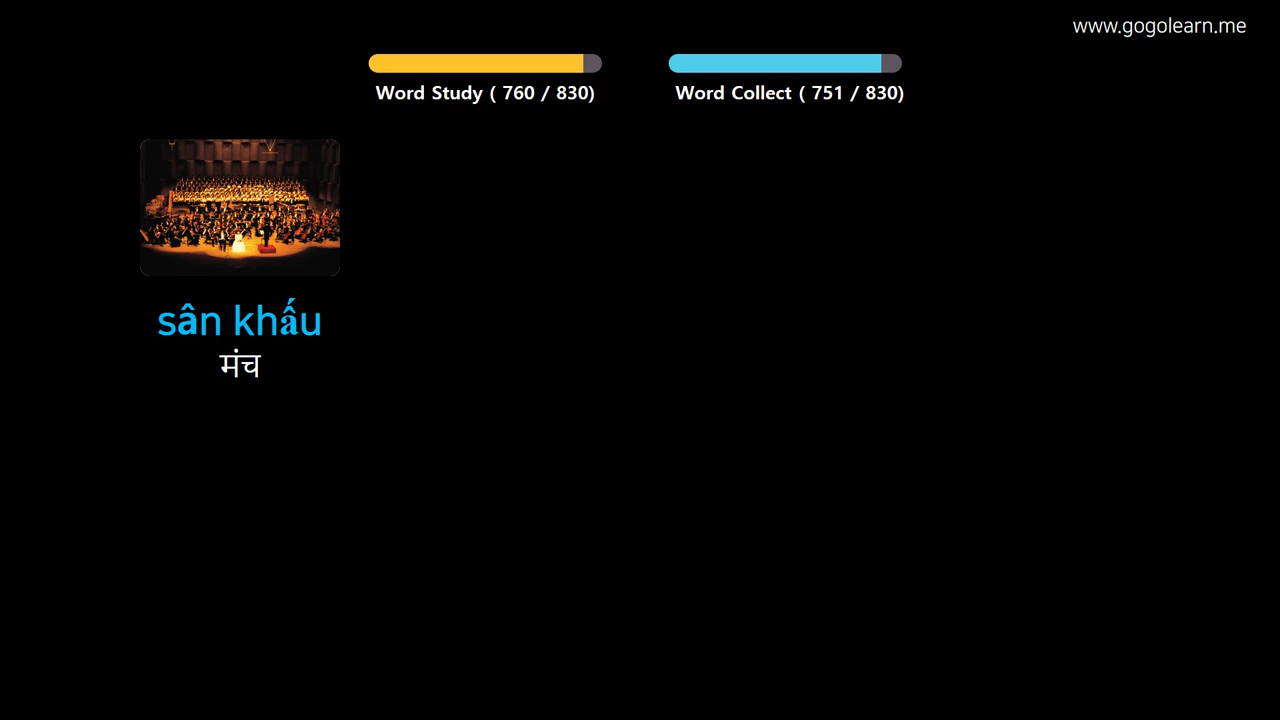 www.gogolearn.me
Word Study ( 760 / 830)
Word Collect ( 751 / 830)
sân khấu
मंच